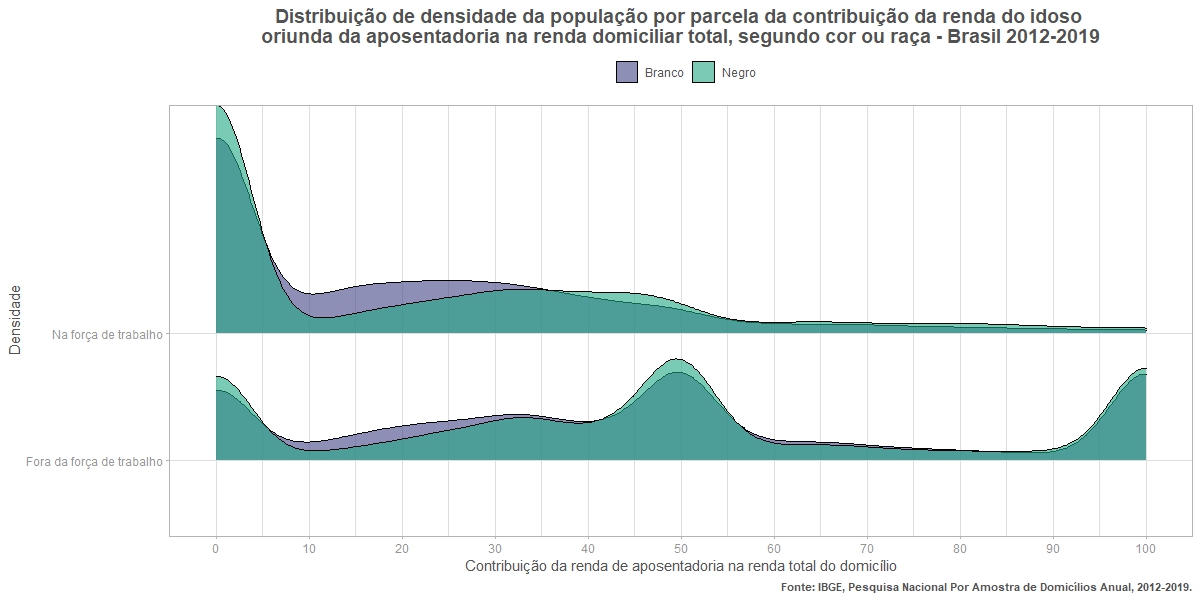 Distribuição de densidade da população por parcela da contribuição da renda do idoso
oriunda da aposentadoria na renda domiciliar total, segundo cor ou raça - Brasil 2012-2019
Branco Negro
Densidade
Na força de trabalho
Fora da força de trabalho
0 10 20 30 40 50 60 70 80 90 100
Contribuição da renda de aposentadoria na renda total do domicílio
Fonte: IBGE, Pesquisa Nacional Por Amostra de Domicílios Anual, 2012-2019.